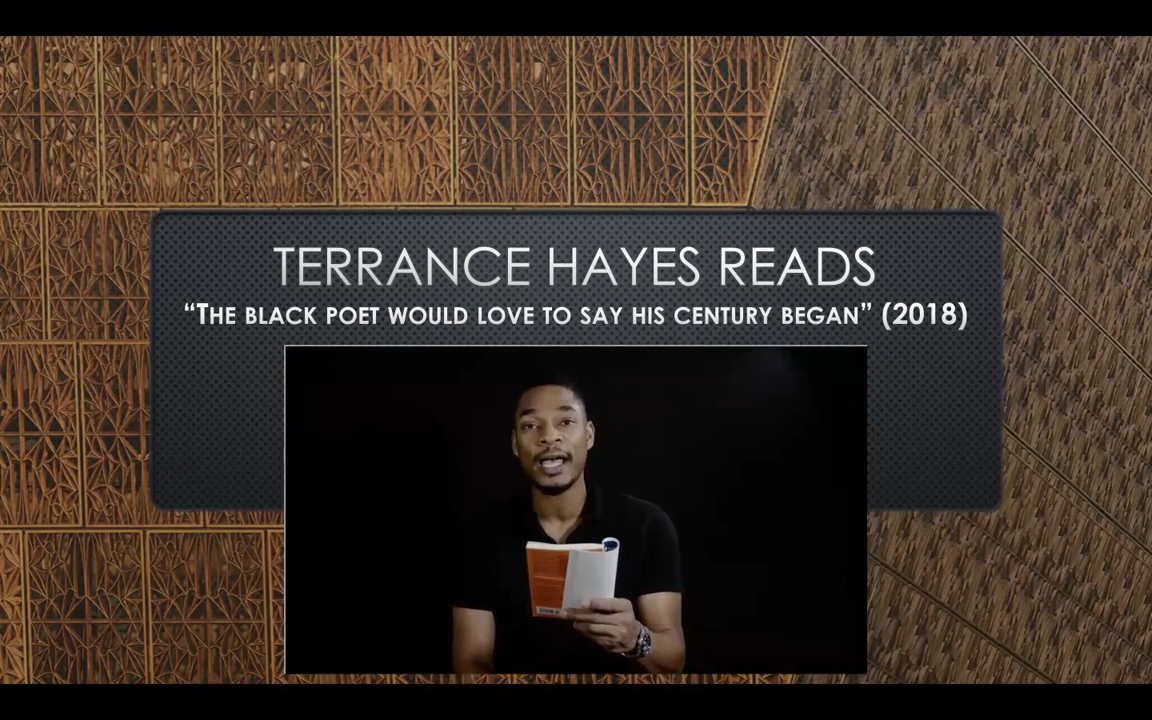 TERRANCE HAYES READS
“THE BLACK POET WOULD LOVE TO SAY HIS CENTURY BEGAN” (2018)